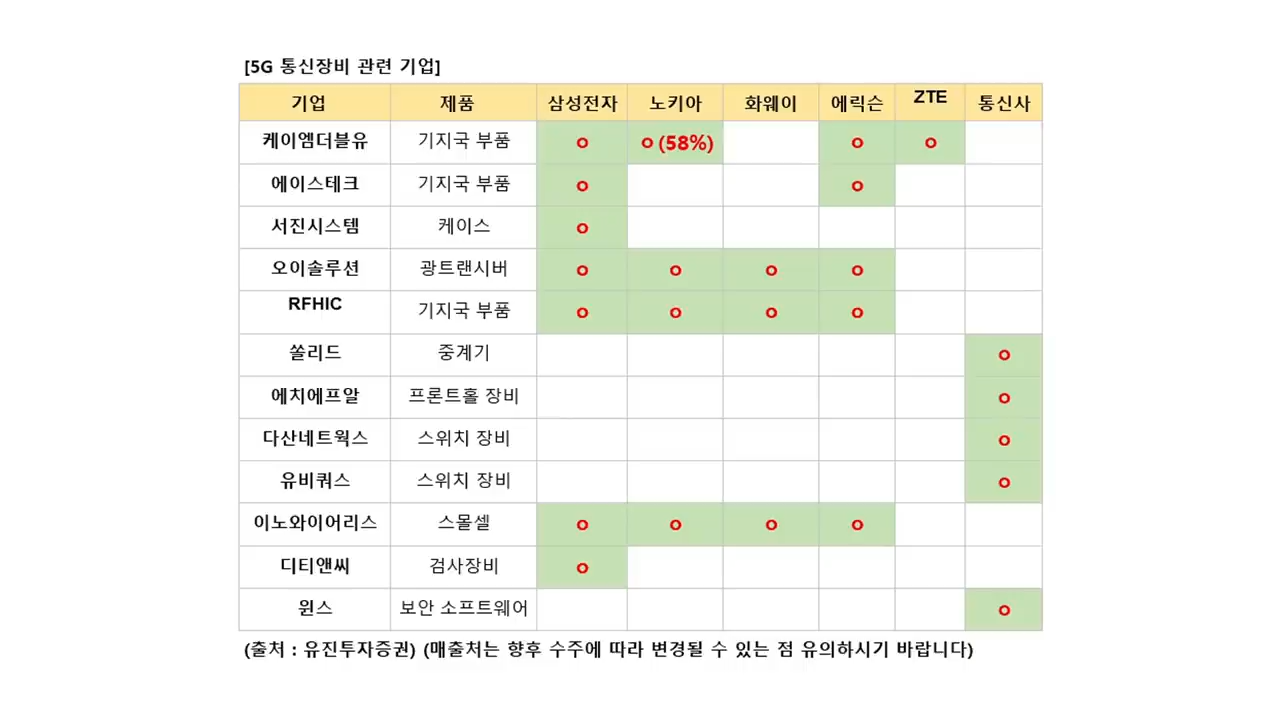 [5G 통신장비 관련 기업]
기업 제품 삼성전자 노키아 화웨이 에릭슨 ZTE 통신사
케이엠더블유 기지국 부품 o o (58%) o o
에이스테크 기지국 부품 o o
서진시스템 케이스 o
오이솔루션 광트랜시버 o o o o
RFHIC 기지국 부품 o o o o
쏠리드 중계기 o
에치에프알 프론트홀 장비 o
다산네트웍스 스위치 장비 o
유비쿼스 스위치 장비 o
이노와이어리스 스몰셀 o o o o
디티앤씨 검사장비 o
윈스 보안 소프트웨어 o
(출처 : 유진투자증권) (매출처는 향후 수주에 따라 변경될 수 있는 점 유의하시기 바랍니다)